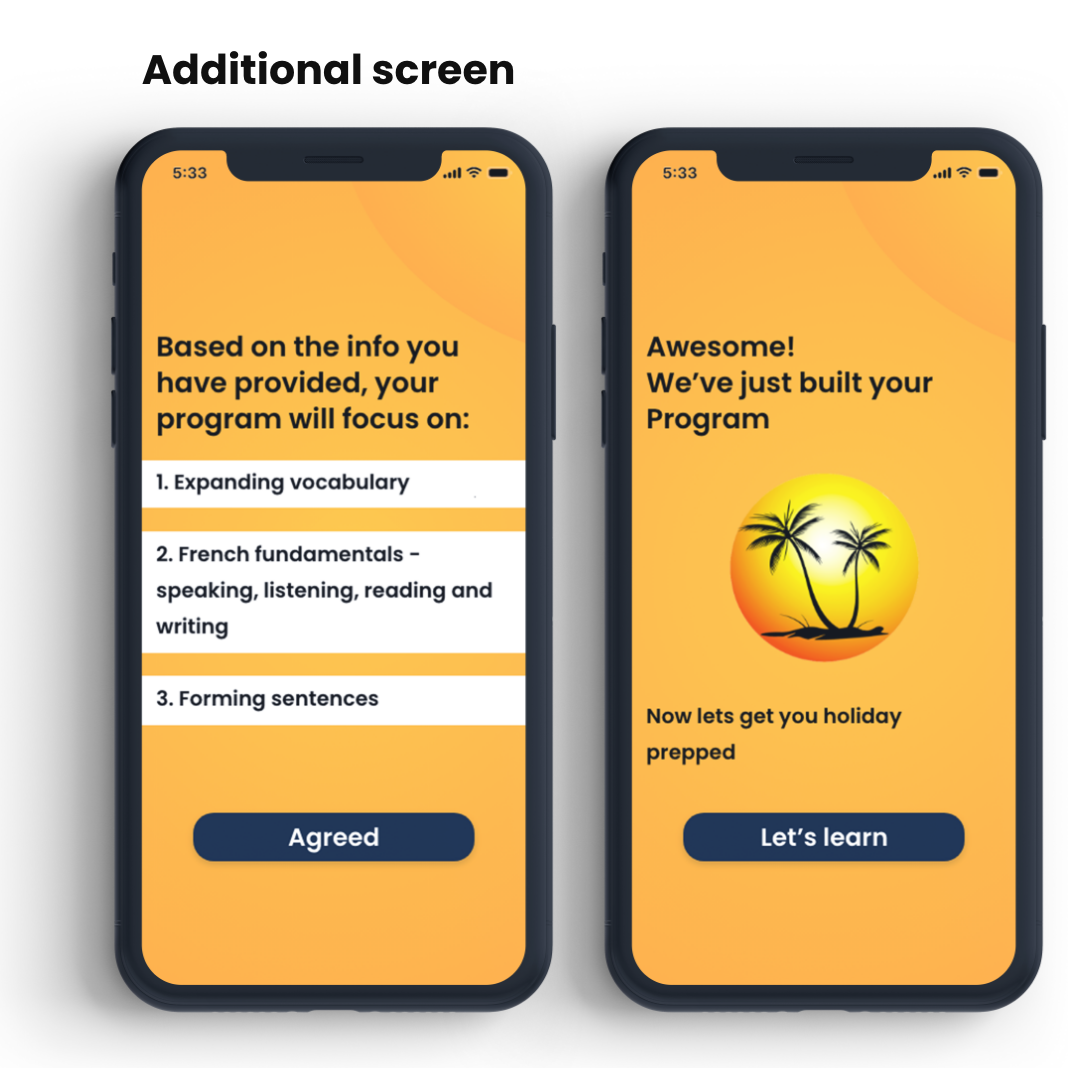 Additional screen
5:33
Based on the info you
have provided, your
program will focus on:
1. Expanding vocabulary
2. French fundamentals -
speaking, listening, reading and
writing
3. Forming sentences
Agreed
5:33
Awesome!
We’ve just built your
Program
Now lets get you holiday
prepped
Let’s learn